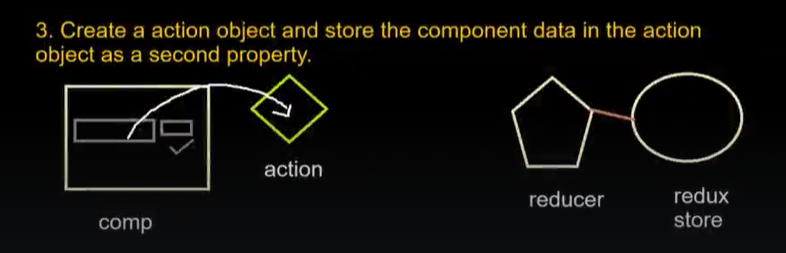 3. Create a action object and store the component data in the action
object as a second property.
action
reducer
redux
store
comp